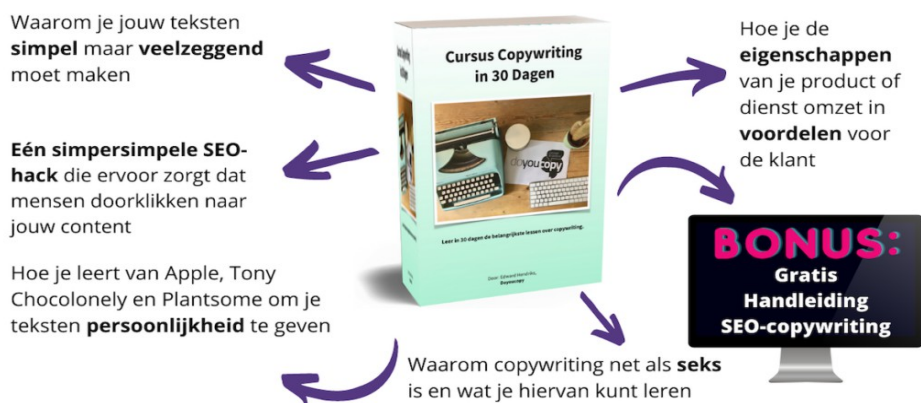 Waarom je jouw teksten
simpel maar veelzeggend
moet maken
Eén simpersimpele SEO-
hack die ervoor zorgt dat
mensen doorklikken naar
jouw content
Hoe je leert van Apple, Tony
Chocolonely en Plantsome om je
teksten persoonlijkheid te geven
Cursus Copywriting
in 30 Dagen
doyoucopy
Leer in 30 dagen de belangrijkste lessen over copywriting.
Door: Edward Hendriks,
Doyoucopy
Hoe je de
eigenschappen
van je product of
dienst omzet in
voordelen voor
de klant
BONUS:
Gratis
Handleiding
SEO-copywriting
Waarom copywriting net als seks
is en wat je hiervan kunt leren